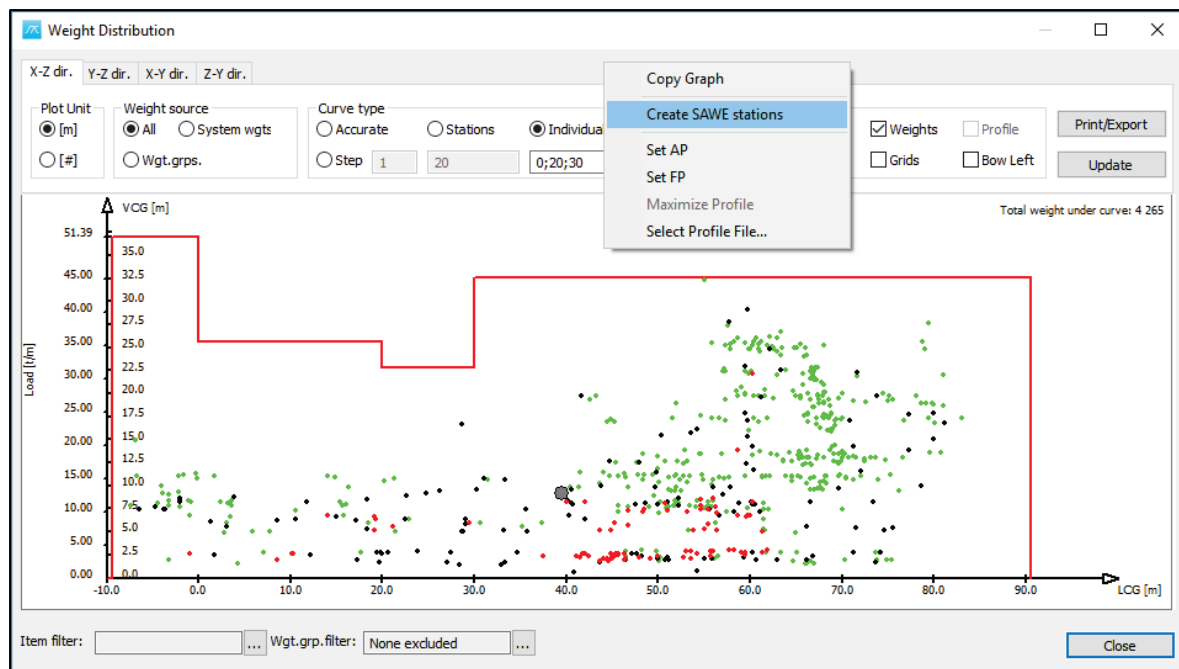 Weight Distribution
X-Z dir. Y-Z dir. X-Y dir. Z-Y dir.
Plot Unit Weight source Curve type
[m] All System wgts Accurate Stations Individual Weights Profile Print/Export
[#] Wgt.grps. Step 1 20 0;20;30 Grids Bow Left Update
Copy Graph
Create SAWE stations
Set AP
Set FP
Maximize Profile
Select Profile File...
VCG [m]
Total weight under curve: 4 265
51.39
35.0
45.00
32.5
40.00
30.0
27.5
35.00
25.0
Load [t/m]
30.00
22.5
20.0
25.00
17.5
20.00
15.0
12.5
15.00
10.0
10.00
7.5
5.0
5.00
2.5
0.00
0.0
-10.0 0.0 10.0 20.0 30.0 40.0 50.0 60.0 70.0 80.0 90.0 LCG [m]
Item filter: ... Wgt.grp.filter: None excluded ... Close